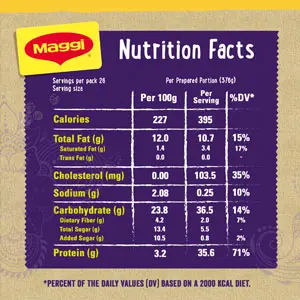 Maggi
Nutrition Facts
Servings per pack 26
Serving size
Per Prepared Portion (376g)
Per 100g Per Serving %DV*
Calories 227 395
Total Fat (g) 12.0 10.7 15%
Saturated Fat (g) 1.4 3.4 17%
Trans Fat (g) 0.0 0.0 -
Cholesterol (mg) 0.00 103.5 35%
Sodium (g) 2.08 0.25 10%
Carbohydrate (g) 23.8 36.5 14%
Dietary Fiber (g) 4.2 2.0 7%
Total Sugar (g) 13.4 5.5 -
Added Sugar (g) 10.5 0.8 2%
Protein (g) 3.2 35.6 71%
*PERCENT OF THE DAILY VALUES (DV) BASED ON A 2000 KCAL DIET.